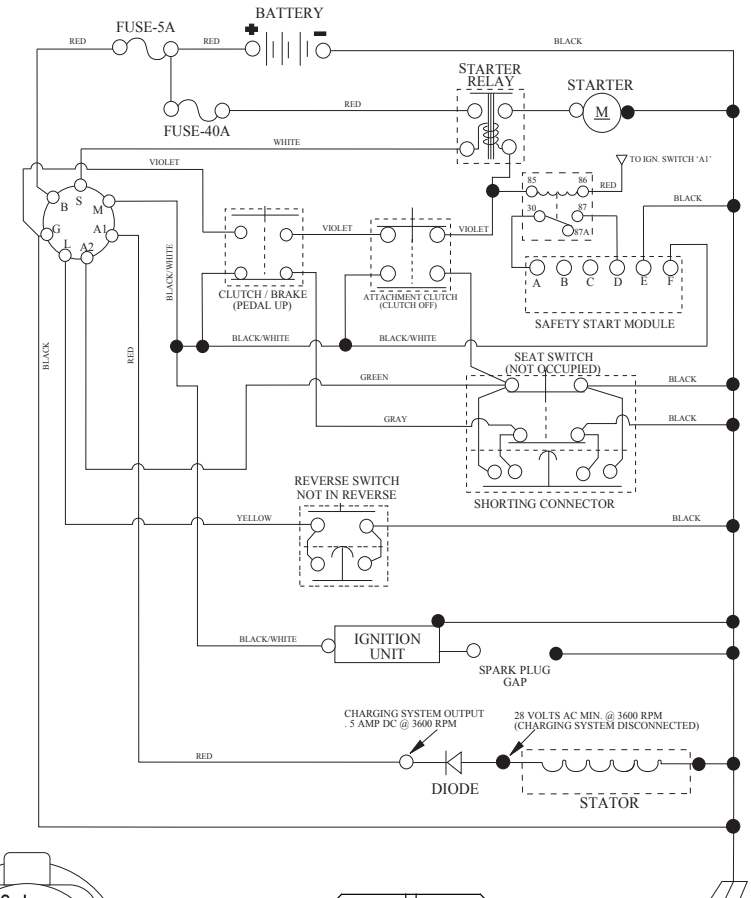 BATTERY
FUSE-5A
RED
RED
+
-
BLACK
STARTER
RELAY
STARTER
RED
M
FUSE-40A
WHITE
TO IGN. SWITCH 'A1'
VIOLET
85
86
RED
B
S
M
BLACK
30
87
G
A1
VIOLET
VIOLET
87A
L
A2
BLACK/WHITE
A
B
C
D
E
F
CLUTCH / BRAKE
(PEDAL UP)
ATTACHMENT CLUTCH
(CLUTCH OFF)
SAFETY START MODULE
BLACK/WHITE
BLACK/WHITE
BLACK
RED
SEAT SWITCH
(NOT OCCUPIED)
GREEN
BLACK
GRAY
BLACK
REVERSE SWITCH
NOT IN REVERSE
SHORTING CONNECTOR
YELLOW
BLACK
BLACK/WHITE
IGNITION
UNIT
SPARK PLUG
GAP
CHARGING SYSTEM OUTPUT
. 5 AMP DC @ 3600 RPM
28 VOLTS AC MIN. @ 3600 RPM
(CHARGING SYSTEM DISCONNECTED)
RED
DIODE
STATOR